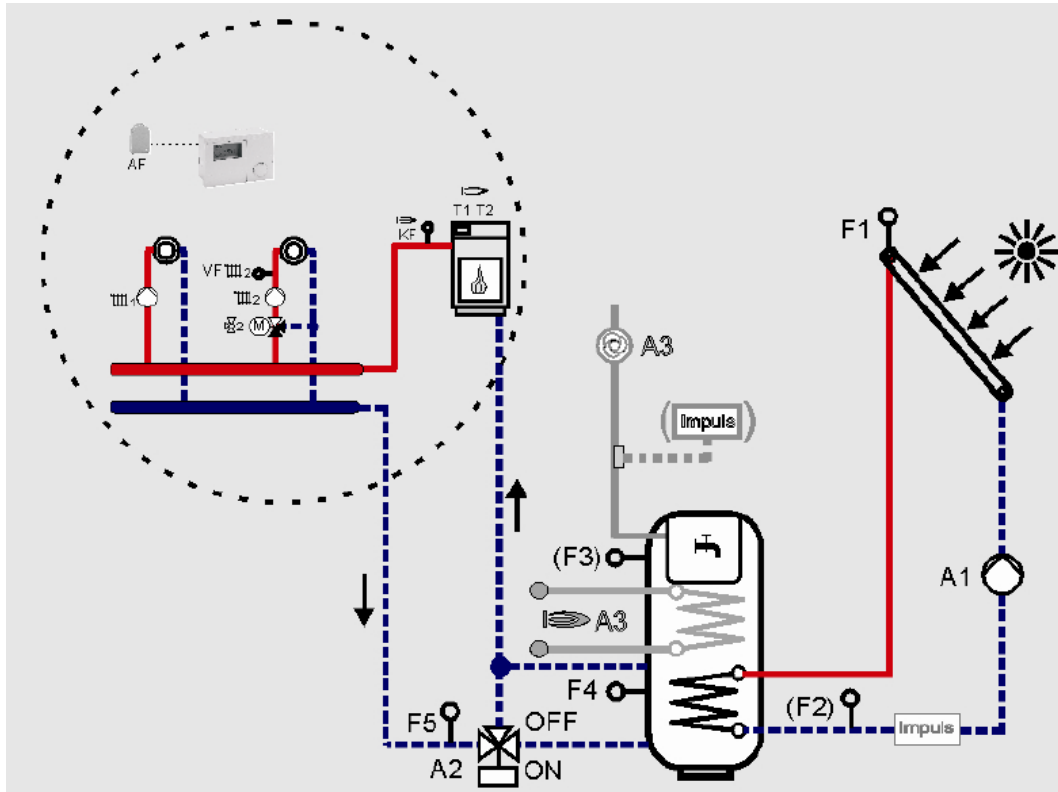 AF
T1 T2
KF
F1
VF 2
1
2
2 M
A3
(Impuls)
(F3)
A1
A3
F4
(F2)
F5
OFF
Impuls
A2
ON